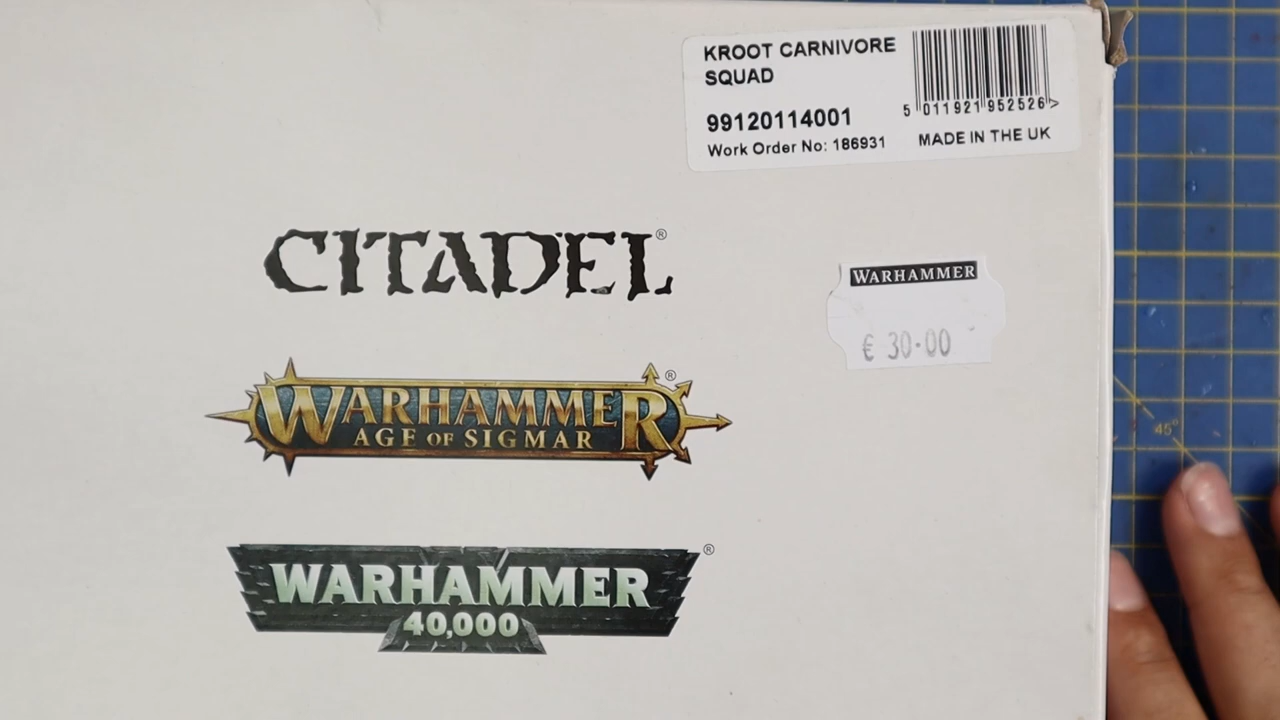 KROOT CARNIVORE
SQUAD
99120114001
Work Order No: 186931
5 011921 952526 >
MADE IN THE UK
CITADEL®
WARHAMMER
€ 30·00
WARHAMMER®
AGE OF SIGMAR
WARHAMMER®
40,000
45°